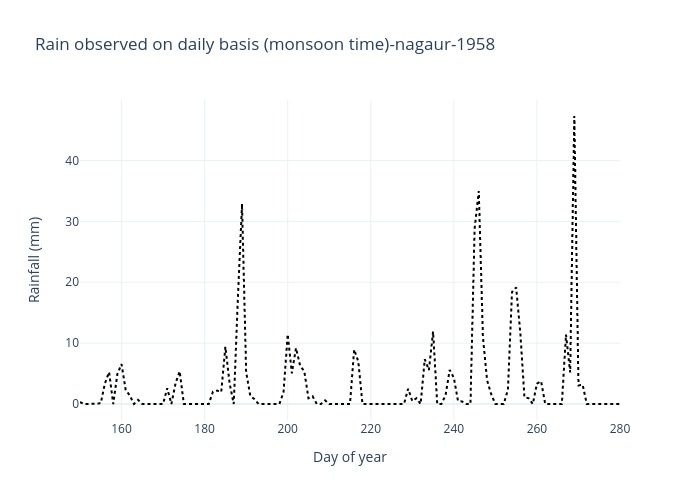 Rain observed on daily basis (monsoon time)-nagaur-1958
Rainfall (mm)
40
30
20
10
0
160 180 200 220 240 260 280
Day of year